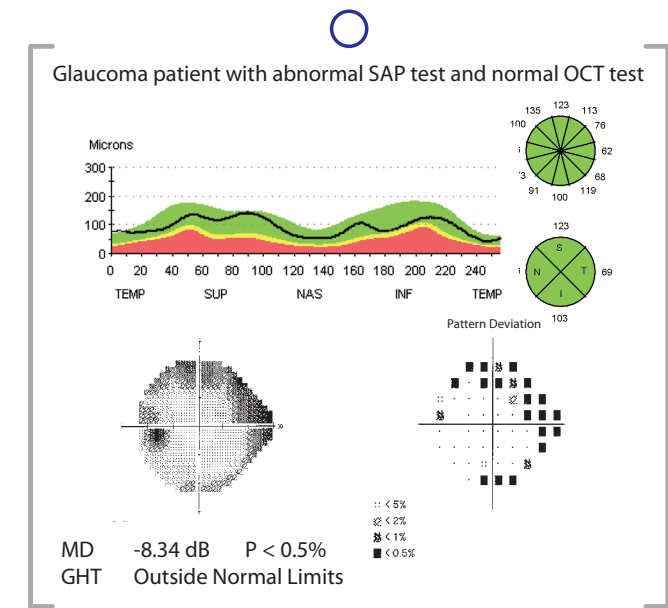 Glaucoma patient with abnormal SAP test and normal OCT test
Microns
300
200
100
0
0 20 40 60 80 100 120 140 160 180 200 220 240
TEMP SUP NAS INF TEMP
123
135 113
100 76
62
68
91 119
100
123
S
N T 69
I
103
Pattern Deviation
< 5%
< 2%
< 1%
< 0.5%
MD -8.34 dB P < 0.5%
GHT Outside Normal Limits